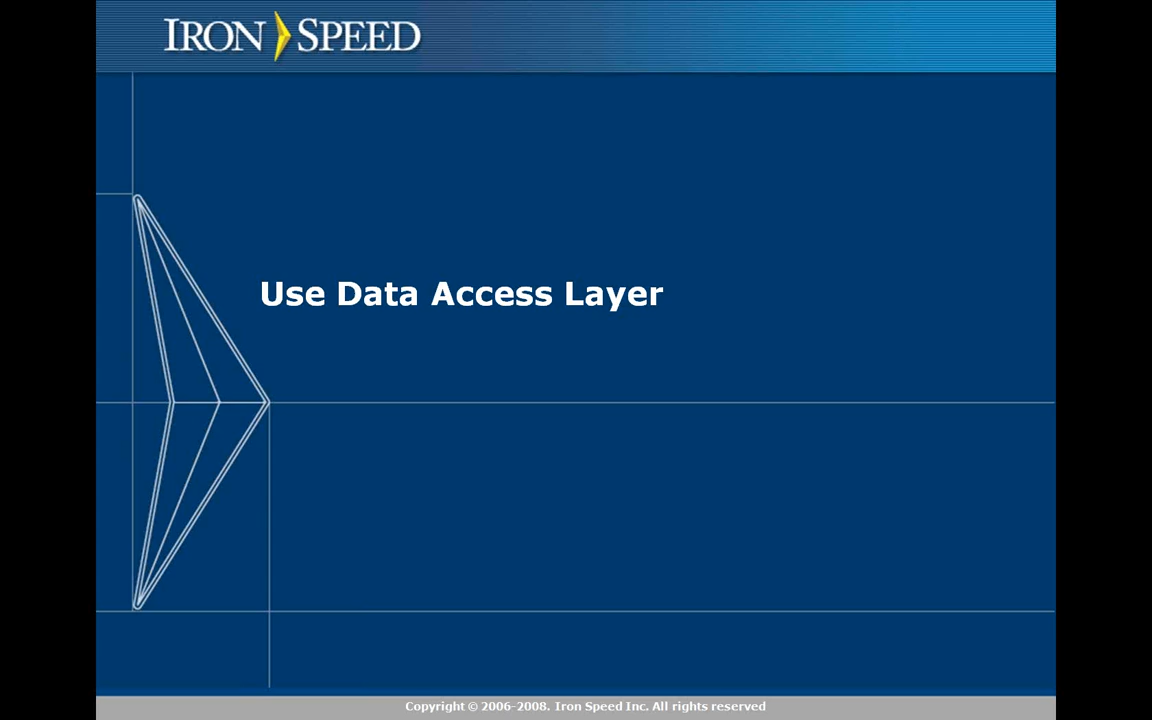 IRON SPEED
Use Data Access Layer
Copyright © 2006-2008. Iron Speed Inc. All rights reserved